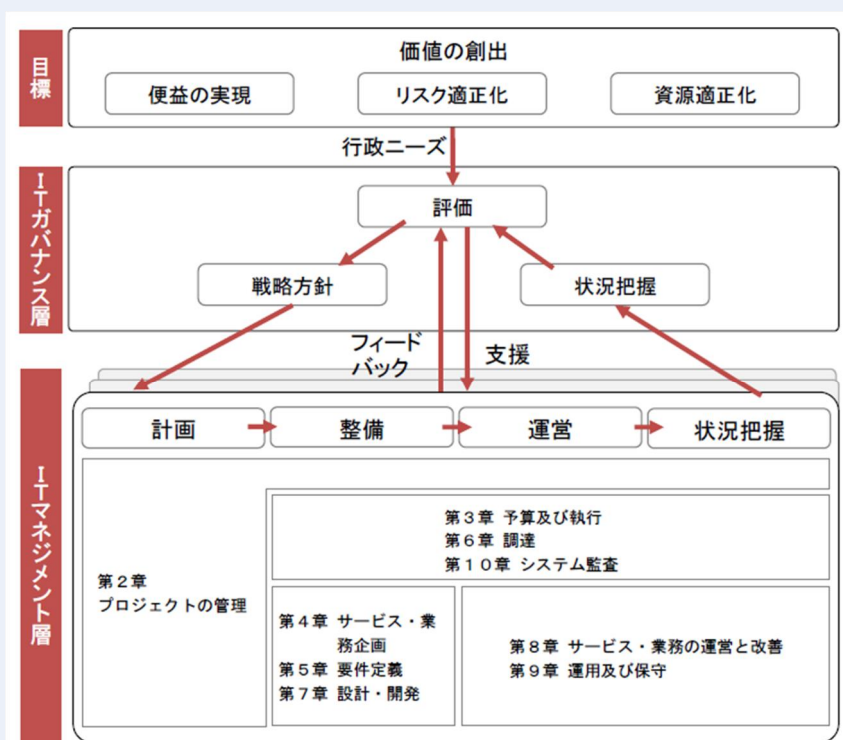 目標
価値の創出
便益の実現
リスク適正化
資源適正化
行政ニーズ
ITガバナンス層
評価
戦略方針
状況把握
フィード
バック
支援
ITマネジメント層
計画
整備
運営
状況把握
第2章
プロジェクトの管理
第3章 予算及び執行
第6章 調達
第10章 システム監査
第4章 サービス・業
務企画
第5章 要件定義
第7章 設計・開発
第8章 サービス・業務の運営と改善
第9章 運用及び保守